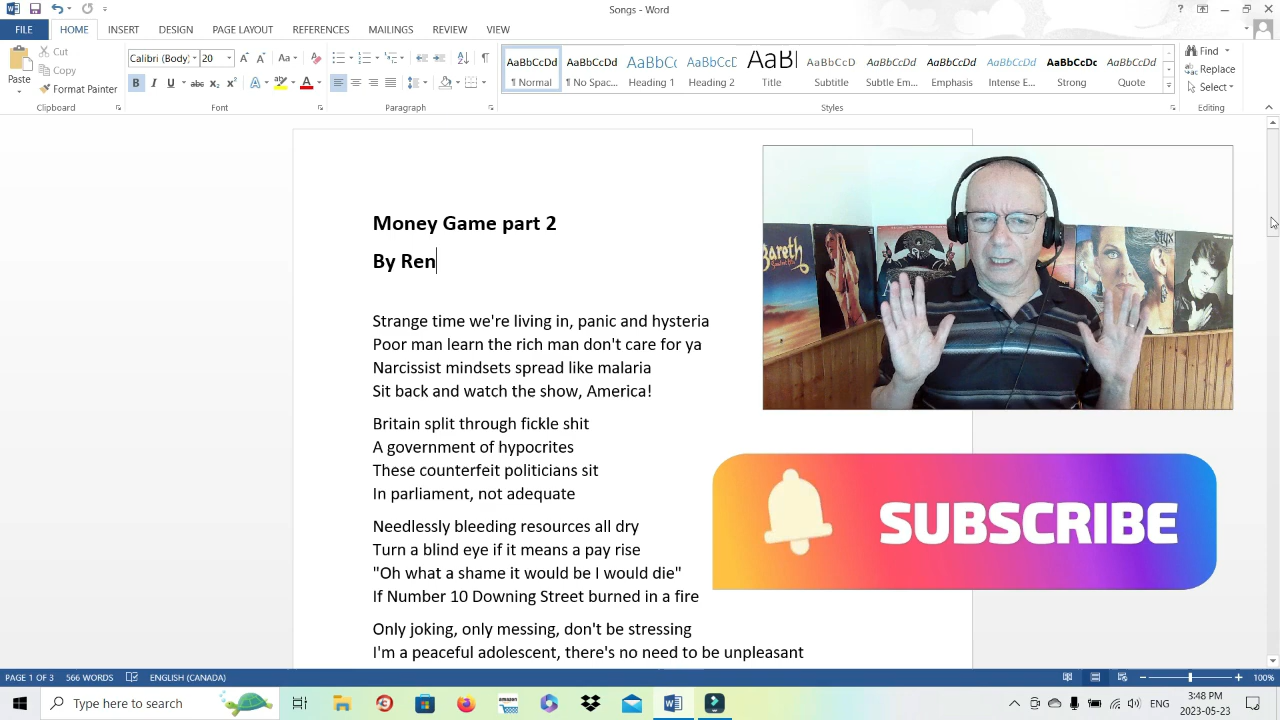 Songs - Word
FILE HOME INSERT DESIGN PAGE LAYOUT REFERENCES MAILINGS REVIEW VIEW
Cut
Copy
Format Painter
Paste
Calibri (Body) 20
AaBbCcDd AaBbCcDd AaBbC( AaBbCcD AaB AaBbCcD AaBbCcDd AaBbCcDd AaBbCcDd AaBbCcDc AaBbCcDd
¶ Normal ¶ No Spac... Heading 1 Heading 2 Title Subtitle Subtle Em... Emphasis Intense E... Strong Quote
Find
Replace
Select
Clipboard Font Paragraph Styles Editing
Money Game part 2
By Ren
Strange time we're living in, panic and hysteria
Poor man learn the rich man don't care for ya
Narcissist mindsets spread like malaria
Sit back and watch the show, America!
Britain split through fickle shit
A government of hypocrites
These counterfeit politicians sit
In parliament, not adequate
Needlessly bleeding resources all dry
Turn a blind eye if it means a pay rise
"Oh what a shame it would be I would die"
If Number 10 Downing Street burned in a fire
Only joking, only messing, don't be stressing
I'm a peaceful adolescent, there's no need to be unpleasant
Styx
SUBSCRIBE
PAGE 1 OF 3 566 WORDS ENGLISH (CANADA) 100%
Type here to search
amazon
ENG
3:48 PM
2023-05-23